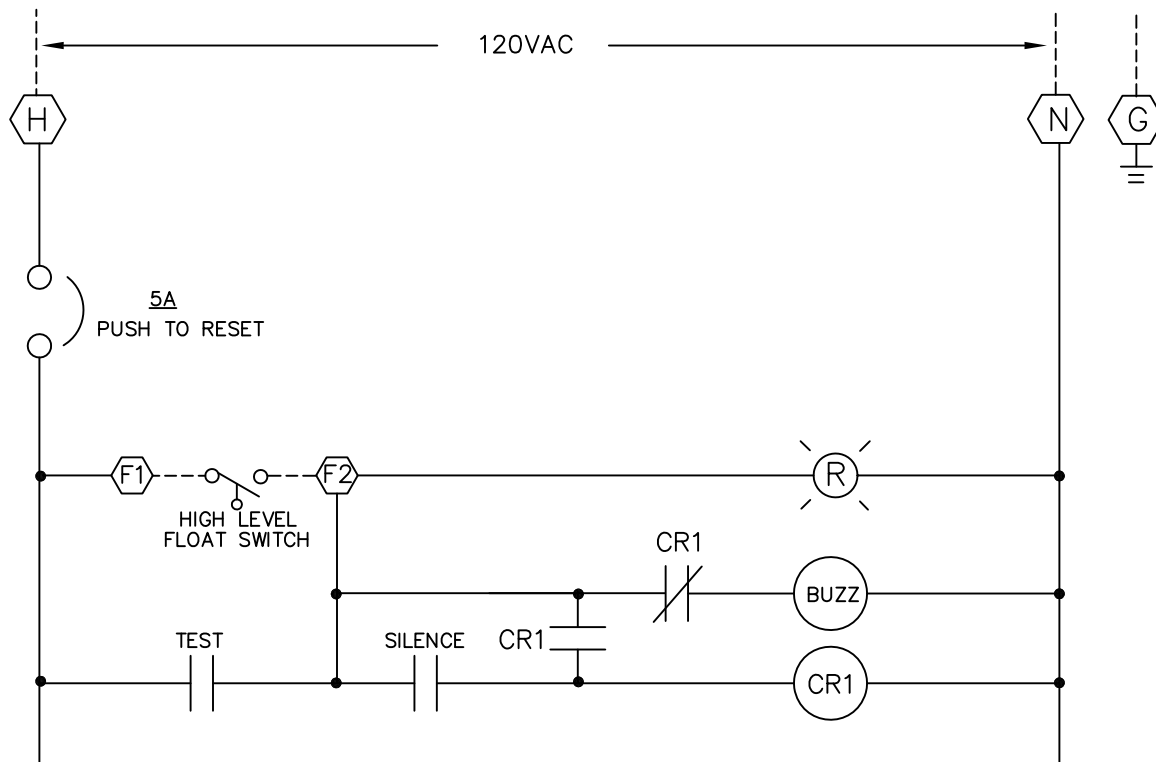 120VAC
H
N
G
5A
PUSH TO RESET
F1
F2
R
HIGH LEVEL
FLOAT SWITCH
CR1
BUZZ
TEST
SILENCE
CR1
CR1